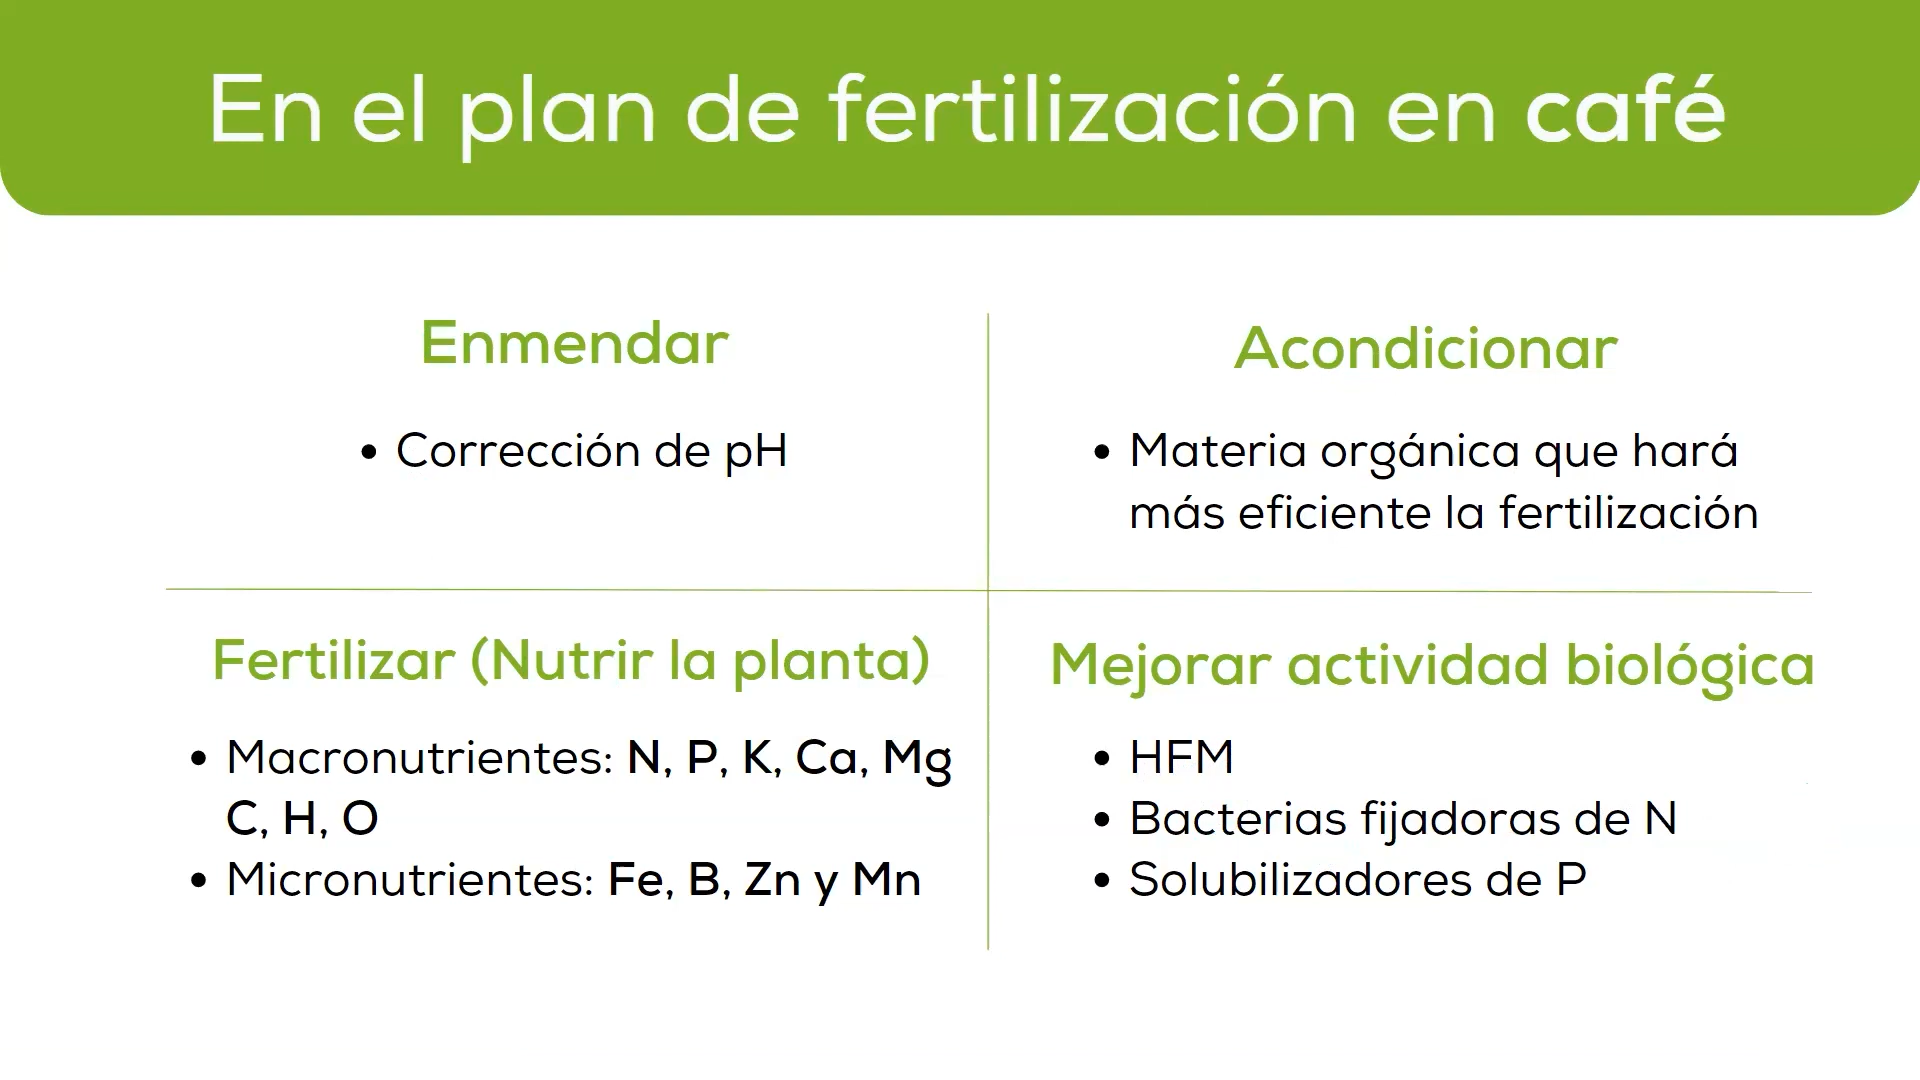 En el plan de fertilización en café
Enmendar
• Corrección de pH
Acondicionar
• Materia orgánica que hará
más eficiente la fertilización
Fertilizar (Nutrir la planta)
• Macronutrientes: N, P, K, Ca, Mg
C, H, O
• Micronutrientes: Fe, B, Zn y Mn
Mejorar actividad biológica
• HFM
• Bacterias fijadoras de N
• Solubilizadores de P